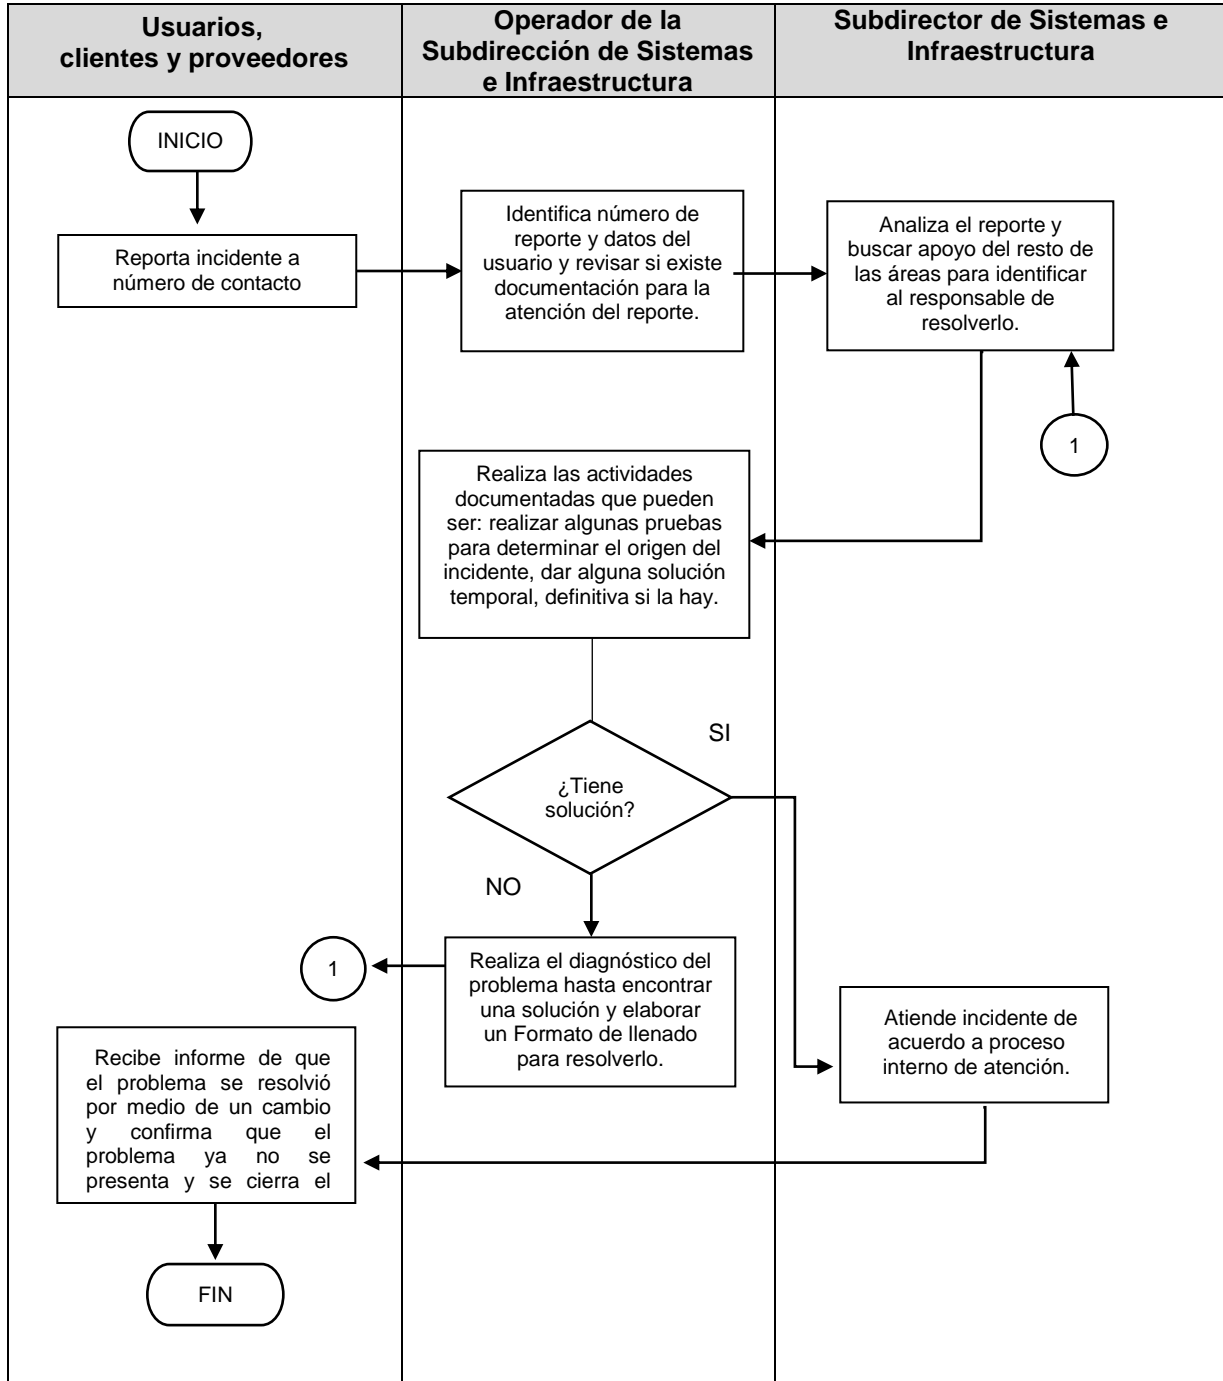 Usuarios,
clientes y proveedores
Operador de la
Subdirección de Sistemas
e Infraestructura
Subdirector de Sistemas e
Infraestructura
INICIO
Reporta incidente a
número de contacto
Identifica número de
reporte y datos del
usuario y revisar si existe
documentación para la
atención del reporte.
Analiza el reporte y
buscar apoyo del resto de
las áreas para identificar
al responsable de
resolverlo.
1
Realiza las actividades
documentadas que pueden
ser: realizar algunas pruebas
para determinar el origen del
incidente, dar alguna solución
temporal, definitiva si la hay.
SI
¿Tiene
solución?
NO
1
Realiza el diagnóstico del
problema hasta encontrar
una solución y elaborar
un Formato de llenado
para resolverlo.
Atiende incidente de
acuerdo a proceso
interno de atención.
Recibe informe de que
el problema se resolvió
por medio de un cambio
y confirma que el
problema ya no se
presenta y se cierra el
FIN